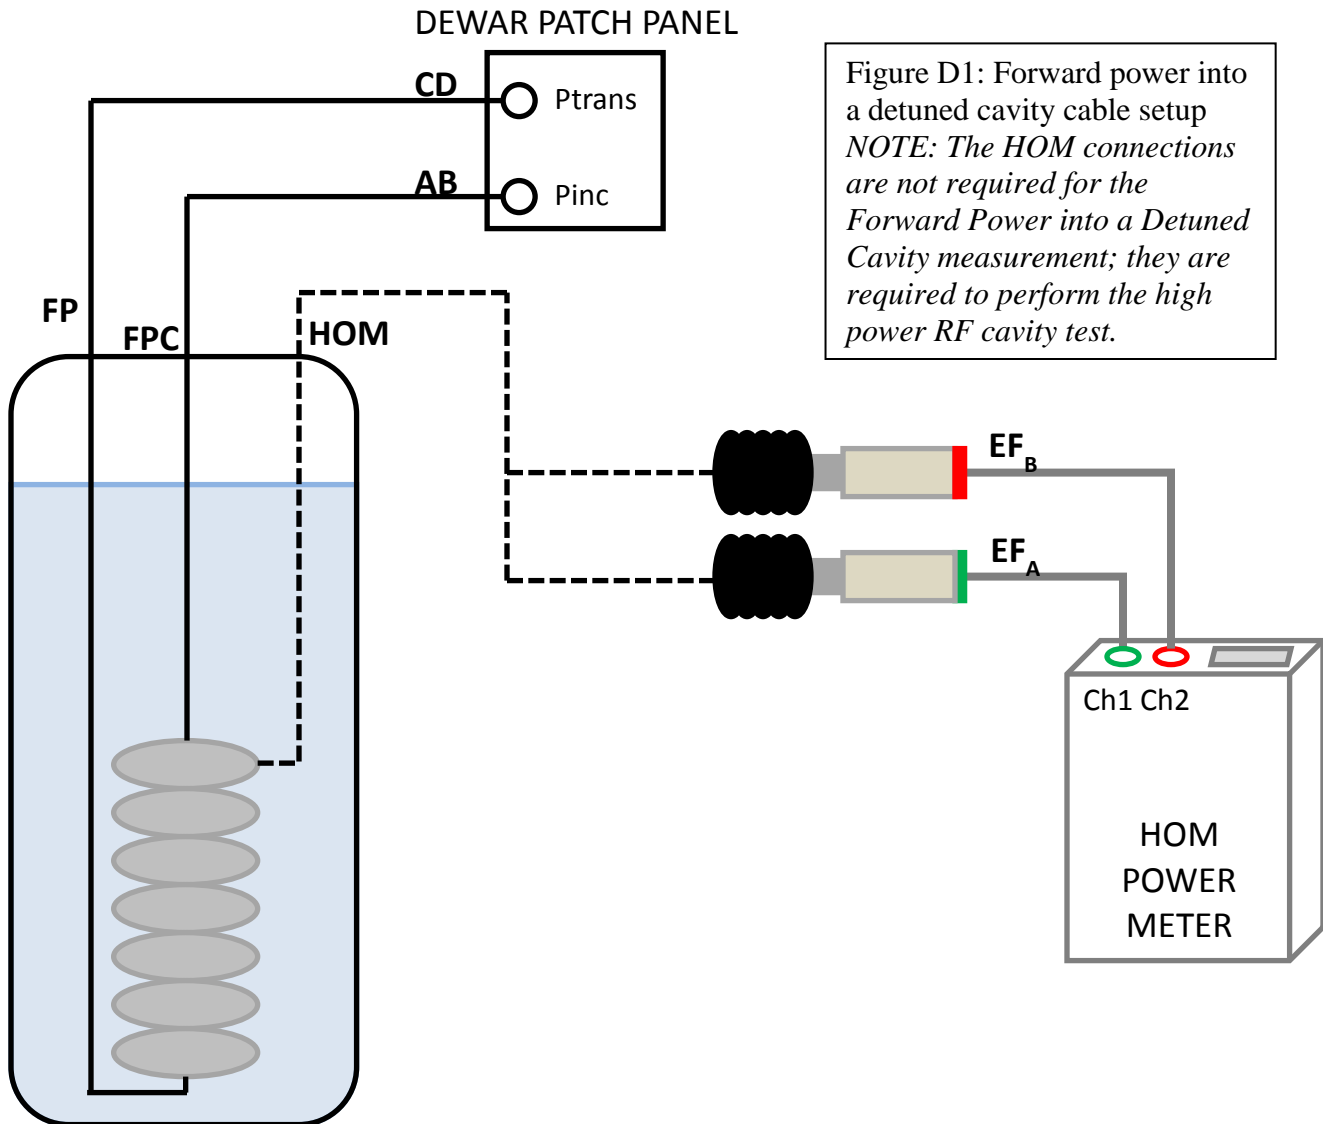 DEWAR PATCH PANEL
CD
Ptrans
AB
Pinc
Figure D1: Forward power into
a detuned cavity cable setup
NOTE: The HOM connections
are not required for the
Forward Power into a Detuned
Cavity measurement; they are
required to perform the high
power RF cavity test.
FP
FPC
HOM
EF_B
EF_A
Ch1 Ch2
HOM
POWER
METER